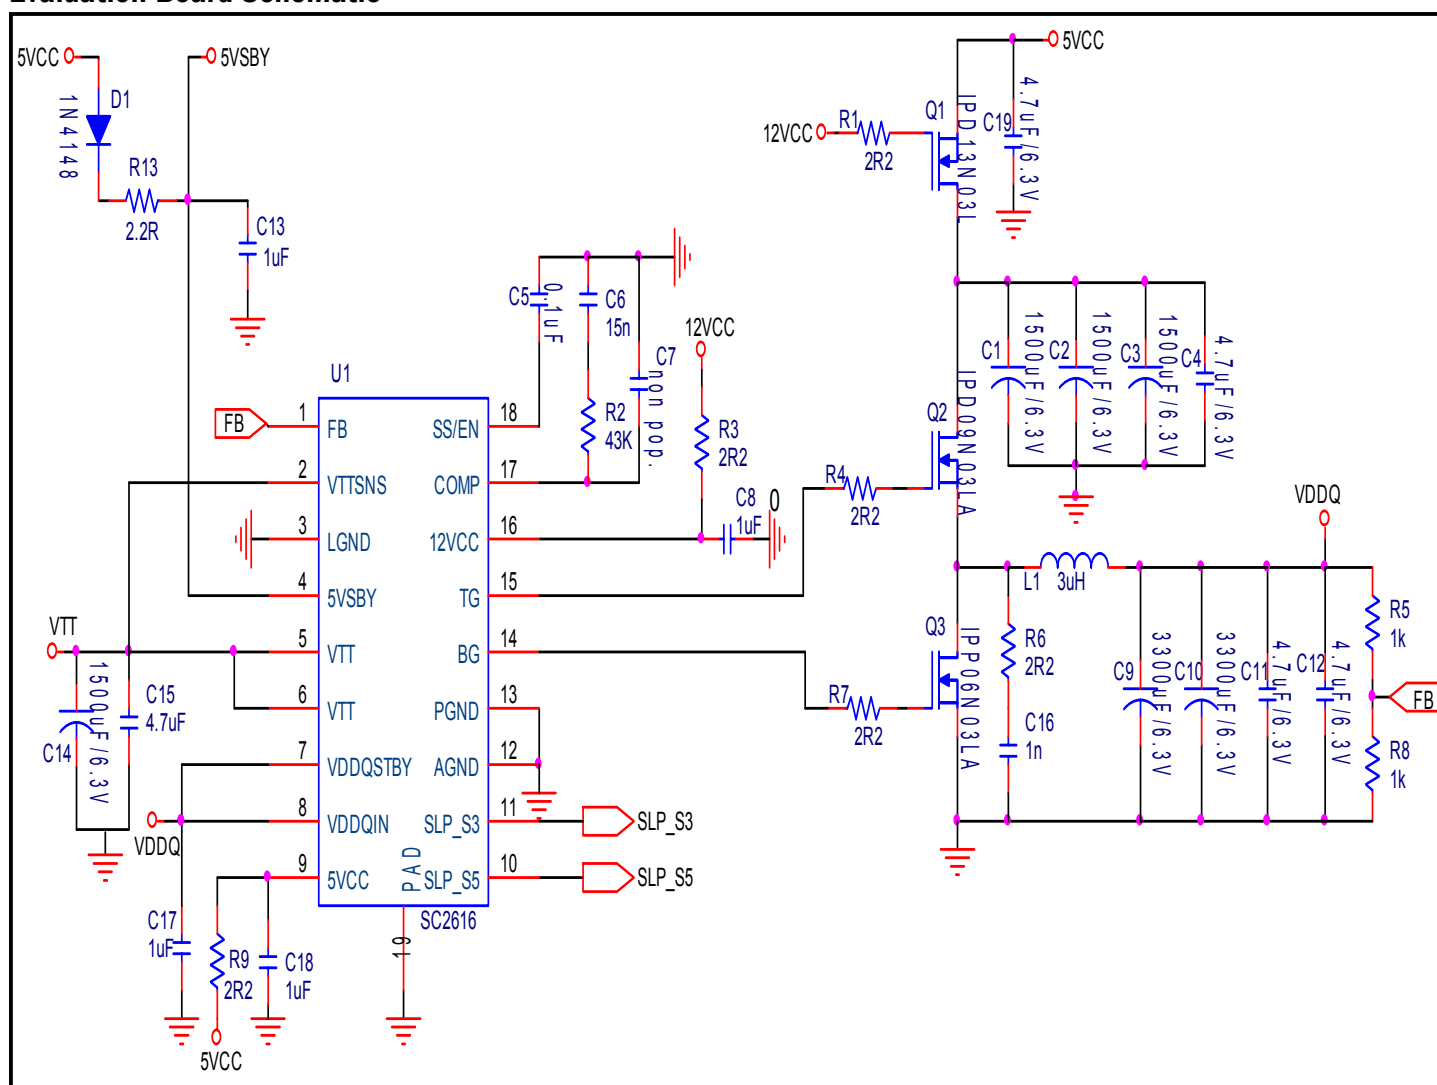 Evaluation Board Schematic
5VCC
5VSBY
D1
1N4148
R13
2.2R
C13
1uF
5VCC
C19
4.7uF/6.3V
12VCC
R1
2R2
Q1
IPD13N03L
C5
0.1uF
C6
15n
C7
non pop.
R2
43K
12VCC
R3
2R2
C8
1uF
0
C1
1500uF/6.3V
C2
1500uF/6.3V
C3
1500uF/6.3V
C4
4.7uF/6.3V
Q2
IPD09N03LA
R4
2R2
U1
FB
1
FB
2
VTTSNS
3
LGND
4
5VSBY
5
VTT
6
VTT
7
VDDQSTBY
8
VDDQIN
9
5VCC
18
SS/EN
17
COMP
16
12VCC
15
TG
14
BG
13
PGND
12
AGND
11
SLP_S3
10
SLP_S5
PAD
19
SC2616
SLP_S3
SLP_S5
VTT
C14
1500uF/6.3V
C15
4.7uF
VDDQ
C17
1uF
R9
2R2
C18
1uF
5VCC
VDDQ
L1
3uH
Q3
IPP06N03LA
R7
2R2
R6
2R2
C16
1n
C9
3300uF/6.3V
C10
3300uF/6.3V
C11
4.7uF/6.3V
C12
4.7uF/6.3V
R5
1k
FB
R8
1k